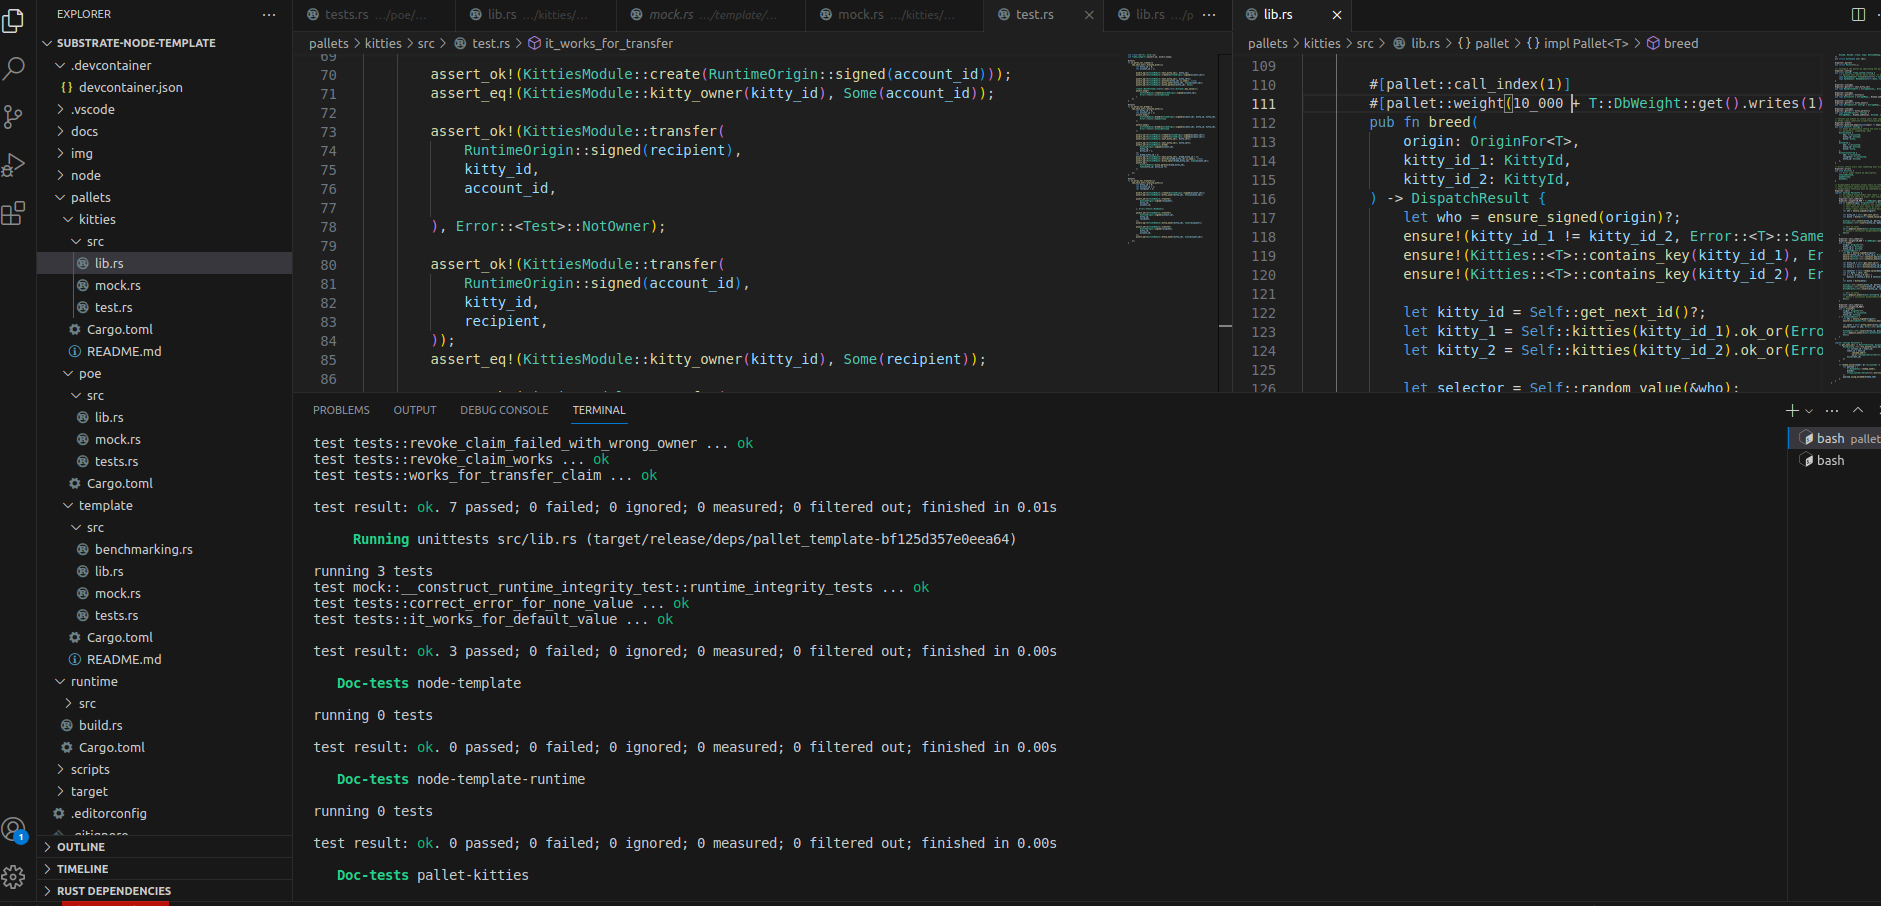 EXPLORER
SUBSTRATE-NODE-TEMPLATE
.devcontainer
{} devcontainer.json
.vscode
docs
img
node
pallets
kitties
src
lib.rs
mock.rs
test.rs
Cargo.toml
README.md
poe
src
lib.rs
mock.rs
tests.rs
Cargo.toml
template
src
benchmarking.rs
lib.rs
mock.rs
tests.rs
Cargo.toml
README.md
runtime
src
build.rs
Cargo.toml
scripts
target
.editorconfig
.gitignore
OUTLINE
TIMELINE
RUST DEPENDENCIES
1
tests.rs .../poe/...
lib.rs .../kitties/...
mock.rs .../template/...
mock.rs .../kitties/...
test.rs
lib.rs .../p
pallets > kitties > src > test.rs > it_works_for_transfer
69
70 assert_ok!(KittiesModule::create(RuntimeOrigin::signed(account_id)));
71 assert_eq!(KittiesModule::kitty_owner(kitty_id), Some(account_id));
72
73 assert_ok!(KittiesModule::transfer(
74 RuntimeOrigin::signed(recipient),
75 kitty_id,
76 account_id,
77
78 ), Error::<Test>::NotOwner);
79
80 assert_ok!(KittiesModule::transfer(
81 RuntimeOrigin::signed(account_id),
82 kitty_id,
83 recipient,
84 ));
85 assert_eq!(KittiesModule::kitty_owner(kitty_id), Some(recipient));
86
lib.rs
pallets > kitties > src > lib.rs > {} pallet > {} impl Pallet<T> > breed
109
110 #[pallet::call_index(1)]
111 #[pallet::weight(10_000 + T::DbWeight::get().writes(1)
112 pub fn breed(
113 origin: OriginFor<T>,
114 kitty_id_1: KittyId,
115 kitty_id_2: KittyId,
116 ) -> DispatchResult {
117 let who = ensure_signed(origin)?;
118 ensure!(kitty_id_1 != kitty_id_2, Error::<T>::Same
119 ensure!(Kitties::<T>::contains_key(kitty_id_1), Er
120 ensure!(Kitties::<T>::contains_key(kitty_id_2), Er
121
122 let kitty_id = Self::get_next_id()?;
123 let kitty_1 = Self::kitties(kitty_id_1).ok_or(Erro
124 let kitty_2 = Self::kitties(kitty_id_2).ok_or(Erro
125
126 let selector = Self::random_value(&who);
PROBLEMS OUTPUT DEBUG CONSOLE TERMINAL
test tests::revoke_claim_failed_with_wrong_owner ... ok
test tests::revoke_claim_works ... ok
test tests::works_for_transfer_claim ... ok
test result: ok. 7 passed; 0 failed; 0 ignored; 0 measured; 0 filtered out; finished in 0.01s
Running unittests src/lib.rs (target/release/deps/pallet_template-bf125d357e0eea64)
running 3 tests
test mock::__construct_runtime_integrity_test::runtime_integrity_tests ... ok
test tests::correct_error_for_none_value ... ok
test tests::it_works_for_default_value ... ok
test result: ok. 3 passed; 0 failed; 0 ignored; 0 measured; 0 filtered out; finished in 0.00s
Doc-tests node-template
running 0 tests
test result: ok. 0 passed; 0 failed; 0 ignored; 0 measured; 0 filtered out; finished in 0.00s
Doc-tests node-template-runtime
running 0 tests
test result: ok. 0 passed; 0 failed; 0 ignored; 0 measured; 0 filtered out; finished in 0.00s
Doc-tests pallet-kitties
bash pallet
bash